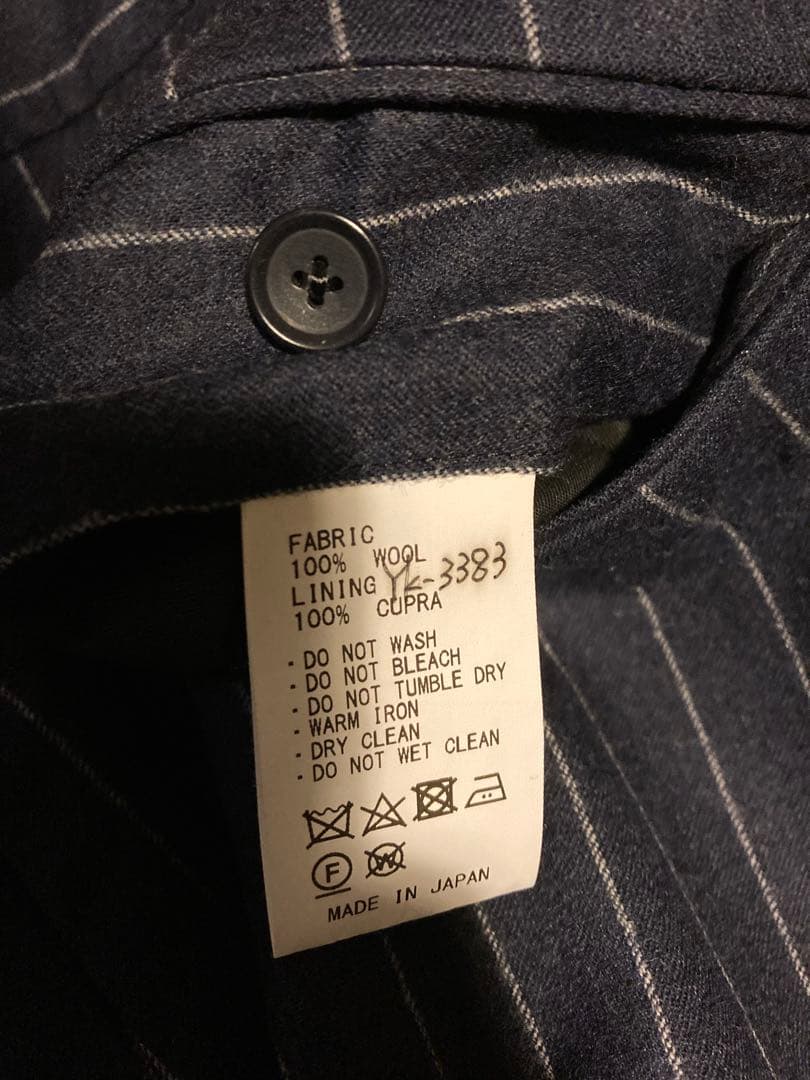 FABRIC
100% WOOL
LINING YK-3383
100% CUPRA
・DO NOT WASH
・DO NOT BLEACH
・DO NOT TUMBLE DRY
・WARM IRON
・DRY CLEAN
・DO NOT WET CLEAN
F W
MADE IN JAPAN